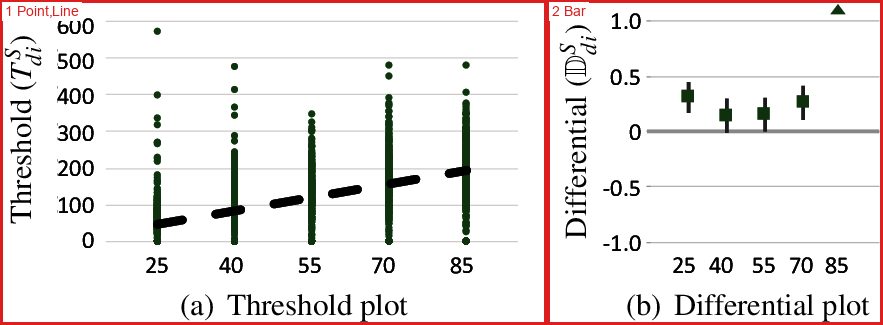 1 Point,Line
600
500
400
300
200
100
0
Threshold (T^S_di)
25 40 55 70 85
(a) Threshold plot
2 Bar
1.0
0.5
0
-0.5
-1.0
Differential (𝔻^S_di)
25 40 55 70 85
(b) Differential plot